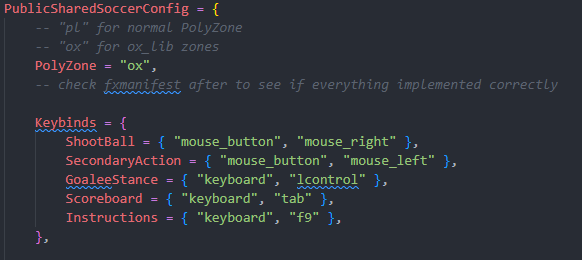 PublicSharedSoccerConfig = {
-- "pl" for normal PolyZone
-- "ox" for ox_lib zones
PolyZone = "ox",
-- check fxmanifest after to see if everything implemented correctly
Keybinds = {
ShootBall = { "mouse_button", "mouse_right" },
SecondaryAction = { "mouse_button", "mouse_left" },
GoaleeStance = { "keyboard", "lcontrol" },
Scoreboard = { "keyboard", "tab" },
Instructions = { "keyboard", "f9" },
},